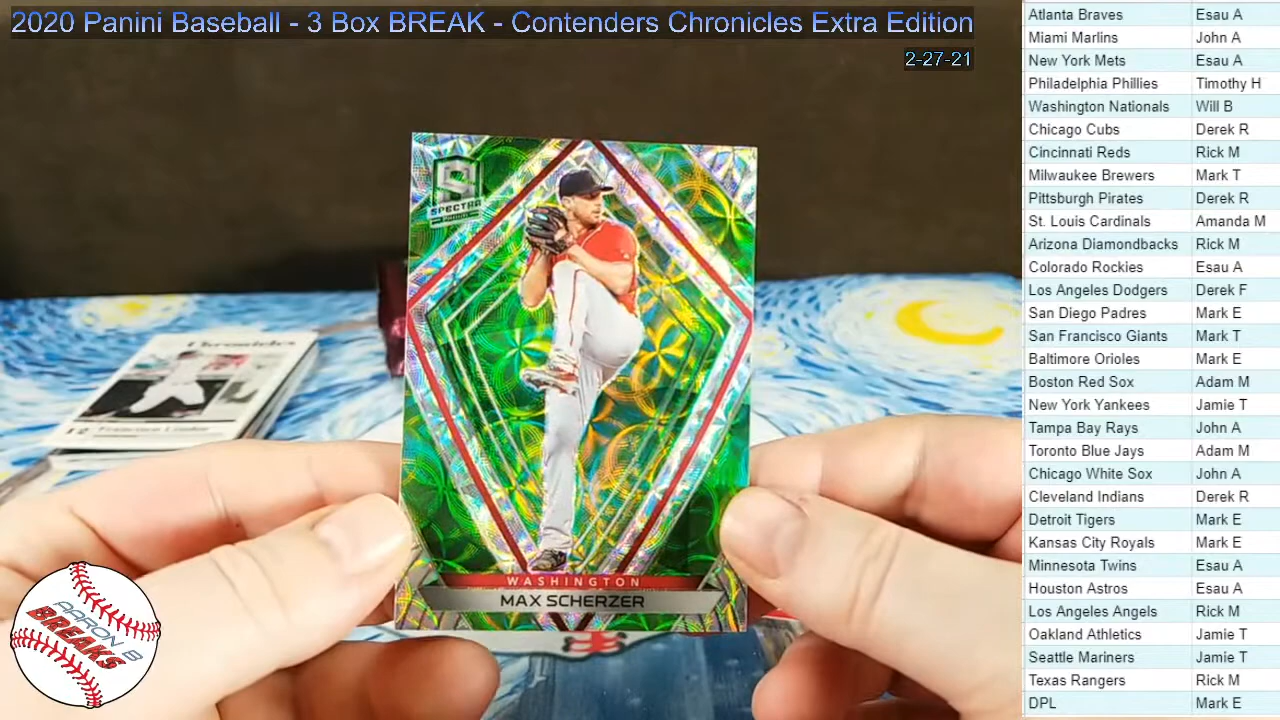 2020 Panini Baseball - 3 Box BREAK - Contenders Chronicles Extra Edition
2-27-21
Atlanta Braves Esau A
Miami Marlins John A
New York Mets Esau A
Philadelphia Phillies Timothy H
Washington Nationals Will B
Chicago Cubs Derek R
Cincinnati Reds Rick M
Milwaukee Brewers Mark T
Pittsburgh Pirates Derek R
St. Louis Cardinals Amanda M
Arizona Diamondbacks Rick M
Colorado Rockies Esau A
Los Angeles Dodgers Derek F
San Diego Padres Mark E
San Francisco Giants Mark T
Baltimore Orioles Mark E
Boston Red Sox Adam M
New York Yankees Jamie T
Tampa Bay Rays John A
Toronto Blue Jays Adam M
Chicago White Sox John A
Cleveland Indians Derek R
Detroit Tigers Mark E
Kansas City Royals Mark E
Minnesota Twins Esau A
Houston Astros Esau A
Los Angeles Angels Rick M
Oakland Athletics Jamie T
Seattle Mariners Jamie T
Texas Rangers Rick M
DPL Mark E
S
SPECTRA
PANINI
WASHINGTON
MAX SCHERZER
Chronicles
12 Francisco Lindor
AARON B
BREAKS